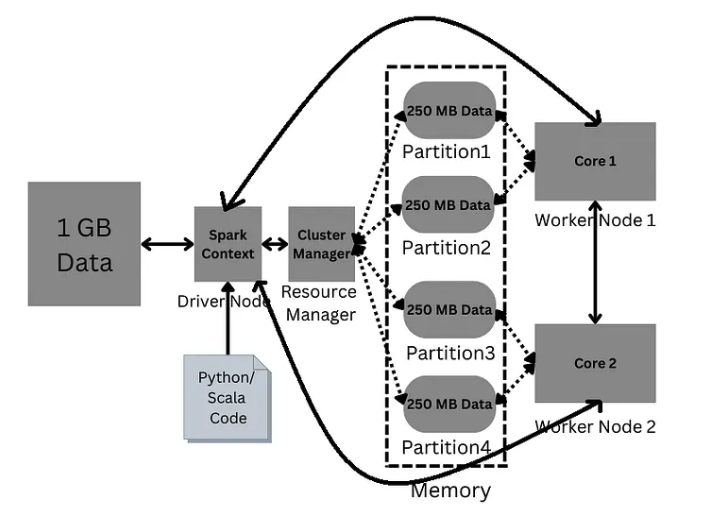 1 GB
Data
Spark
Context
Driver Node
Python/
Scala
Code
Cluster
Manager
Resource
Manager
250 MB Data
Partition1
250 MB Data
Partition2
250 MB Data
Partition3
250 MB Data
Partition4
Memory
Core 1
Worker Node 1
Core 2
Worker Node 2